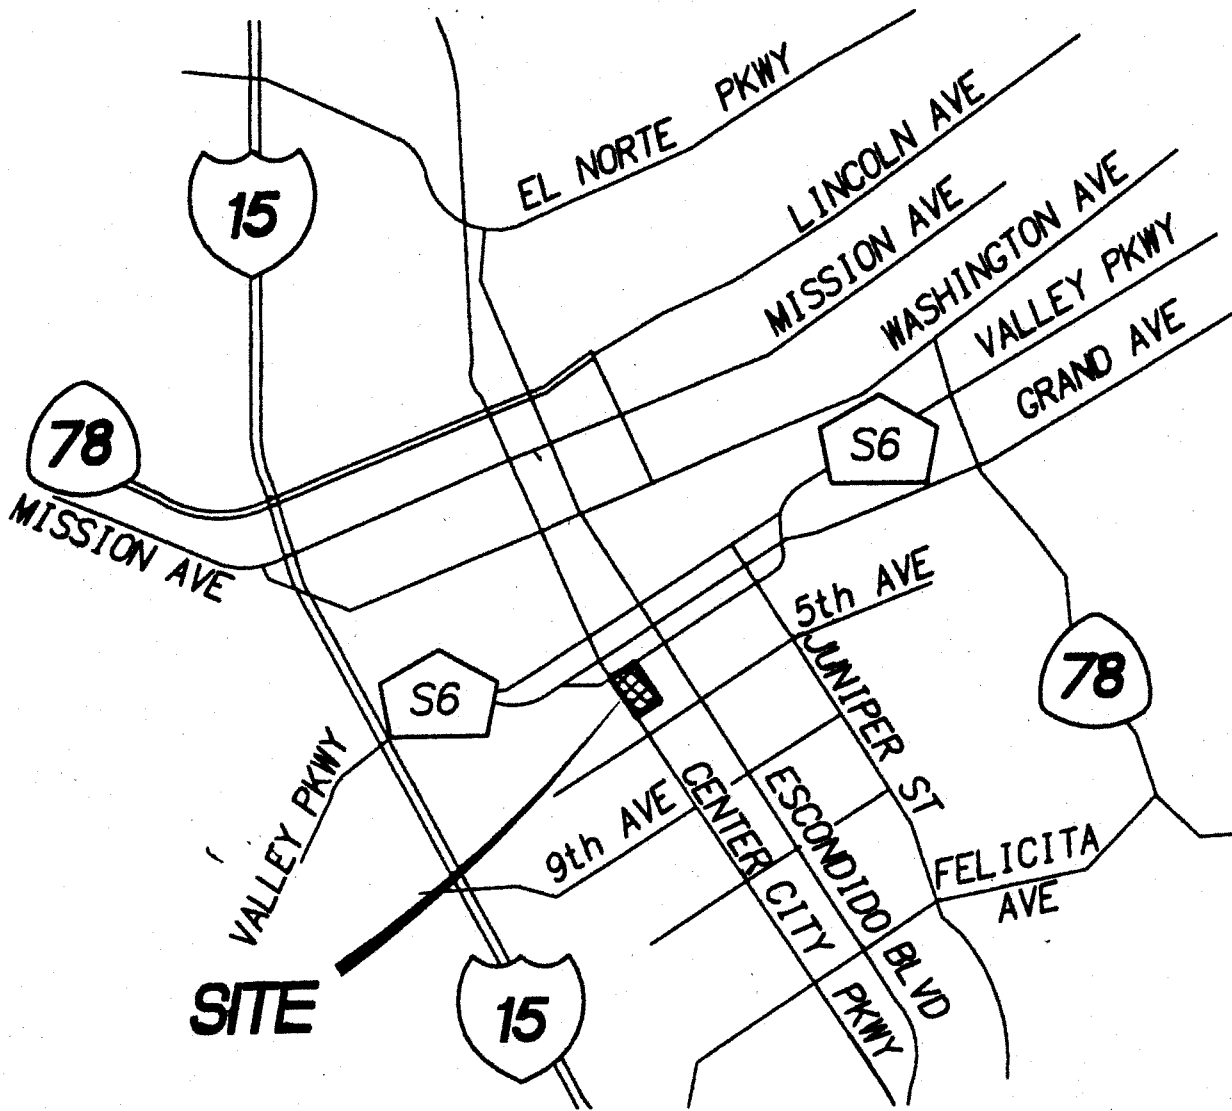 EL NORTE PKWY
LINCOLN AVE
MISSION AVE
WASHINGTON AVE
VALLEY PKWY
GRAND AVE
15
78
S6
MISSION AVE
5th AVE
JUNIPER ST
78
S6
VALLEY PKWY
9th AVE
CENTER CITY PKWY
ESCONDIDO BLVD
FELICITA
AVE
SITE
15